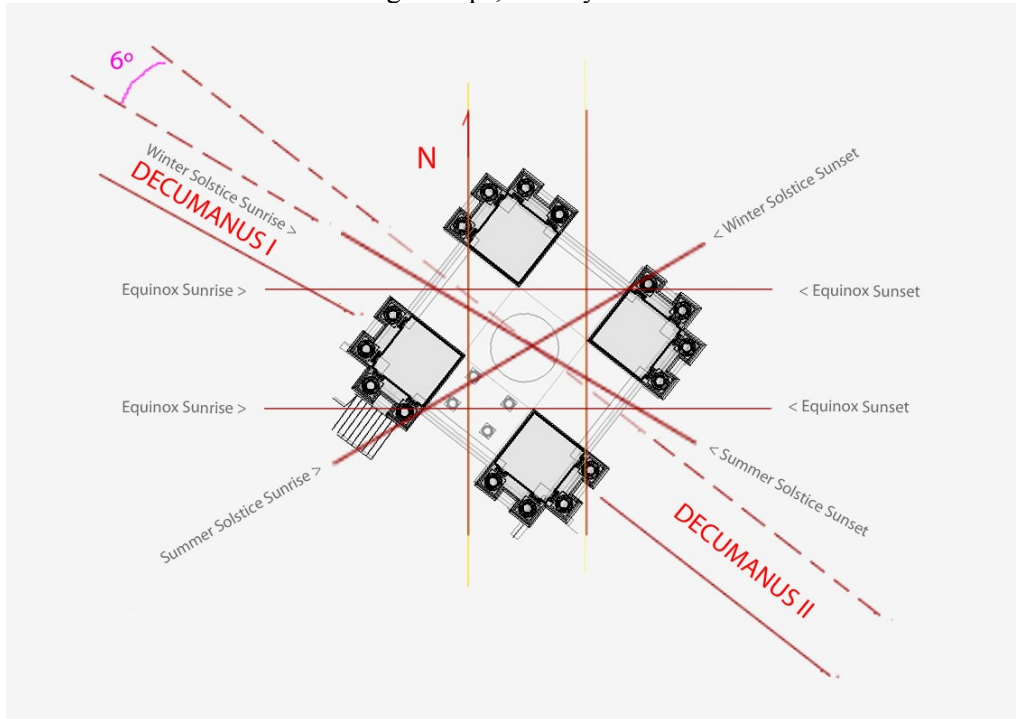 6º
N
Winter Solstice Sunrise >
DECUMANUS I
< Winter Solstice Sunset
Equinox Sunrise >
< Equinox Sunset
Equinox Sunrise >
< Equinox Sunset
Summer Solstice Sunrise >
< Summer Solstice Sunset
DECUMANUS II